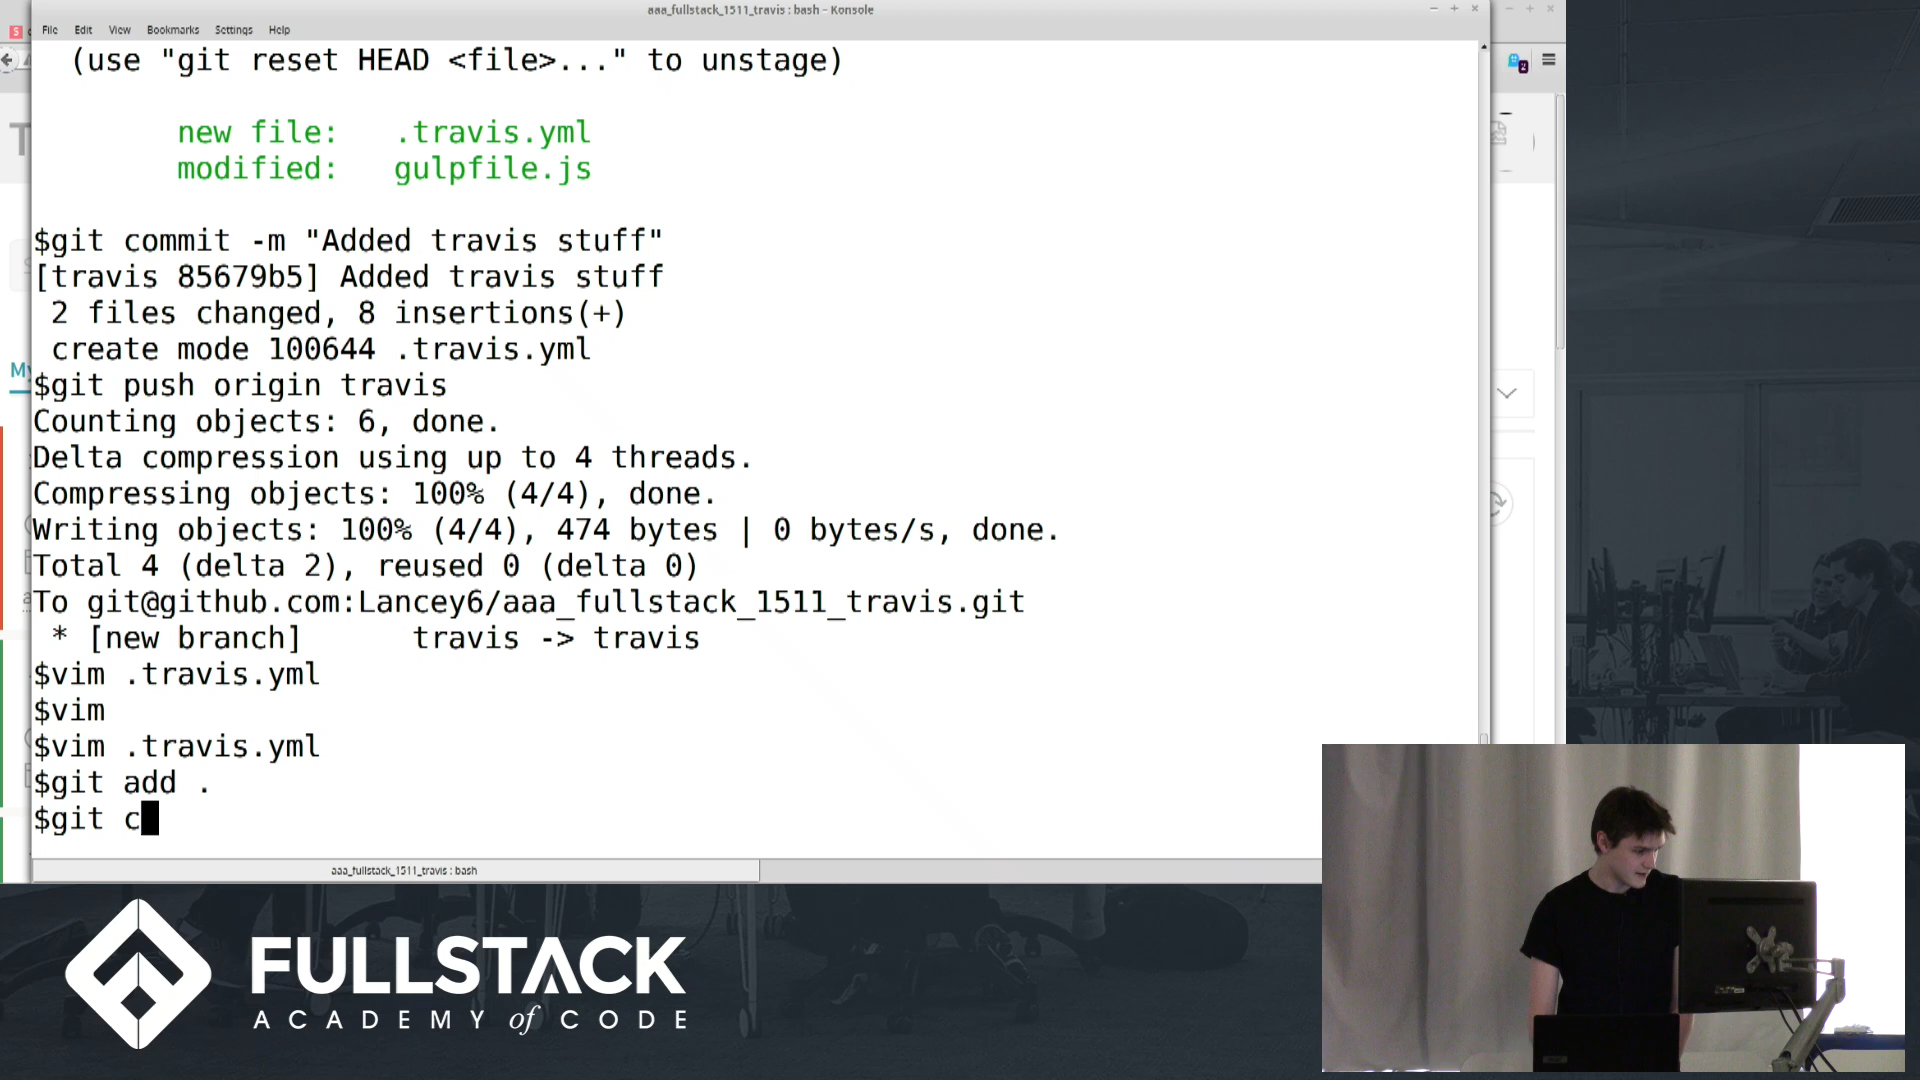 aaa_fullstack_1511_travis : bash – Konsole
File Edit View Bookmarks Settings Help
(use "git reset HEAD <file>..." to unstage)
new file: .travis.yml
modified: gulpfile.js
$git commit -m "Added travis stuff"
[travis 85679b5] Added travis stuff
2 files changed, 8 insertions(+)
create mode 100644 .travis.yml
$git push origin travis
Counting objects: 6, done.
Delta compression using up to 4 threads.
Compressing objects: 100% (4/4), done.
Writing objects: 100% (4/4), 474 bytes | 0 bytes/s, done.
Total 4 (delta 2), reused 0 (delta 0)
To git@github.com:Lancey6/aaa_fullstack_1511_travis.git
* [new branch] travis -> travis
$vim .travis.yml
$vim
$vim .travis.yml
$git add .
$git c
aaa_fullstack_1511_travis : bash
My
2
FULLSTACK
ACADEMY of CODE